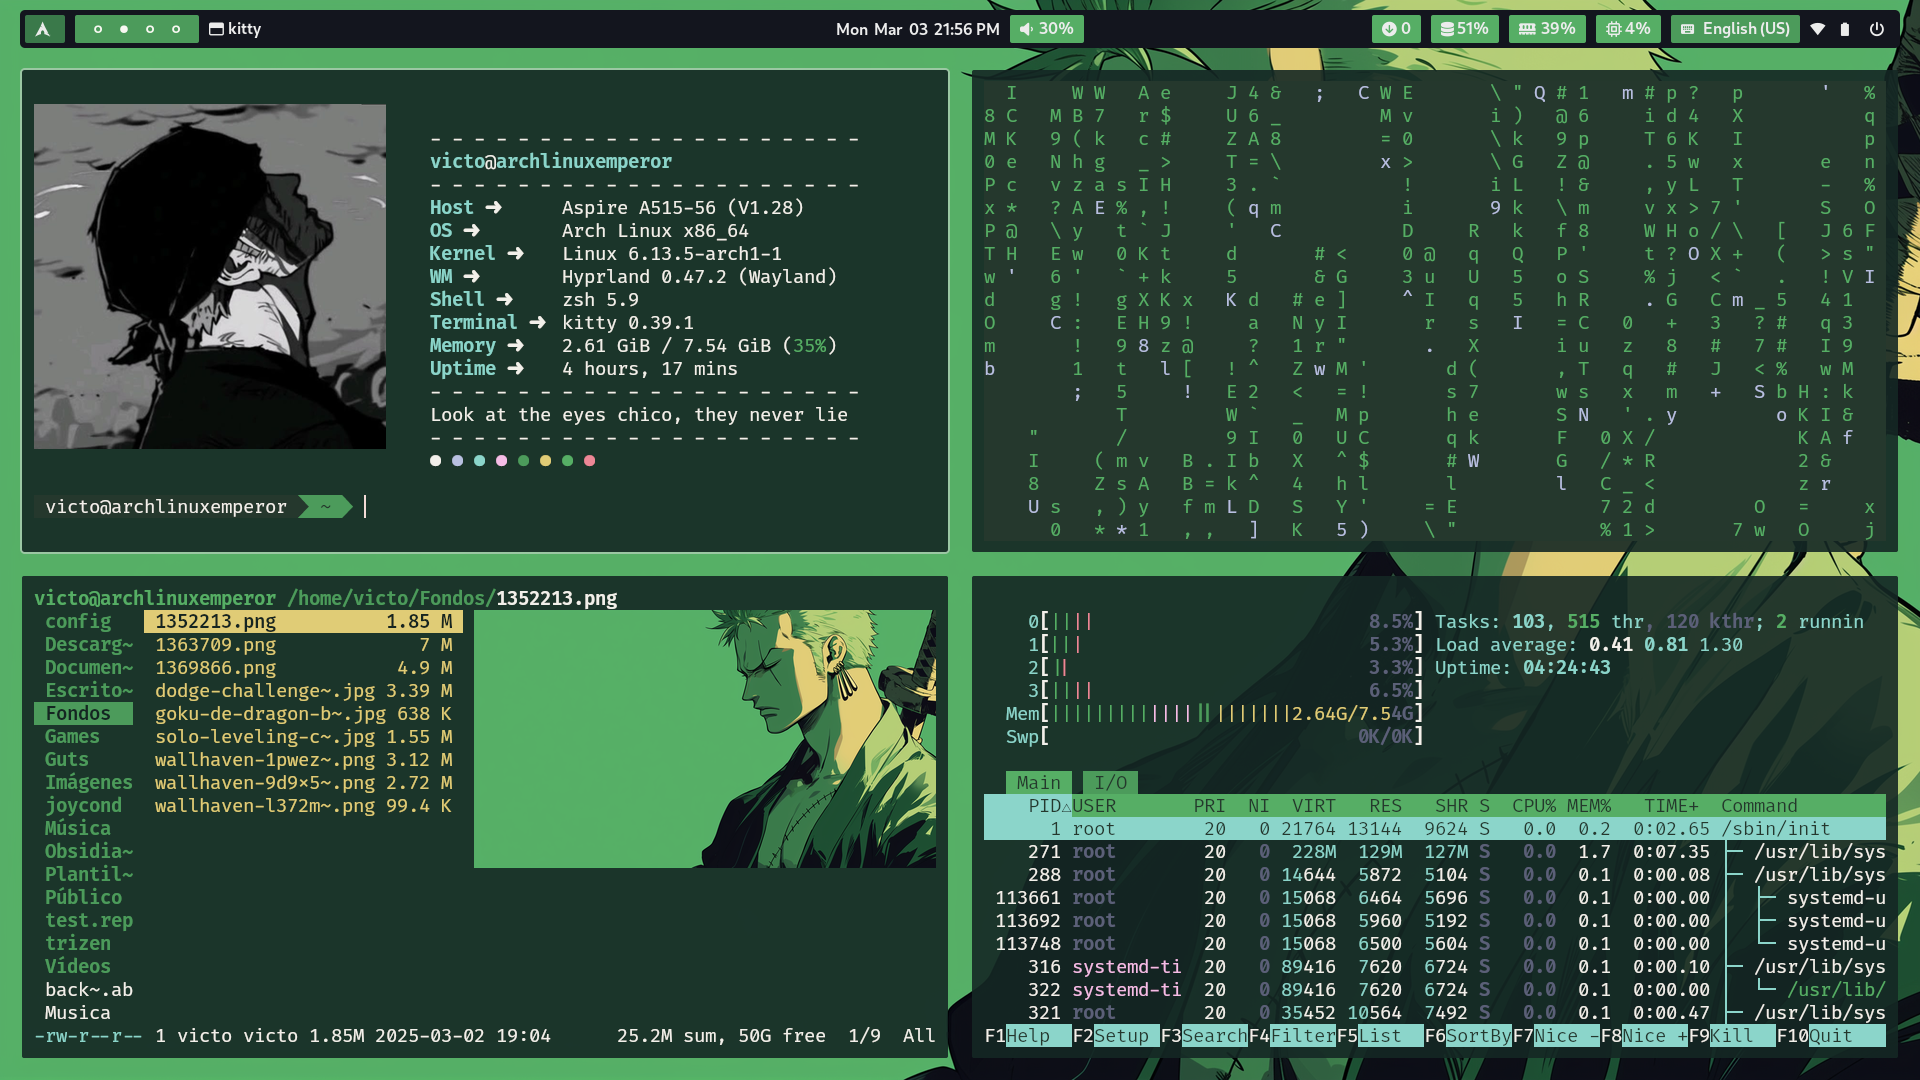 kitty
Mon Mar 03 21:56 PM
30%
0
51%
39%
4%
English (US)
- - - - - - - - - - - - - - - - - - - -
victo@archlinuxemperor
- - - - - - - - - - - - - - - - - - - -
Host ➜ Aspire A515-56 (V1.28)
OS ➜ Arch Linux x86_64
Kernel ➜ Linux 6.13.5-arch1-1
WM ➜ Hyprland 0.47.2 (Wayland)
Shell ➜ zsh 5.9
Terminal ➜ kitty 0.39.1
Memory ➜ 2.61 GiB / 7.54 GiB (35%)
Uptime ➜ 4 hours, 17 mins
- - - - - - - - - - - - - - - - - - - -
Look at the eyes chico, they never lie
- - - - - - - - - - - - - - - - - - - -
victo@archlinuxemperor ~
victo@archlinuxemperor /home/victo/Fondos/1352213.png
config 1352213.png 1.85 M
Descarg~ 1363709.png 7 M
Documen~ 1369866.png 4.9 M
Escrito~ dodge-challenge~.jpg 3.39 M
Fondos goku-de-dragon-b~.jpg 638 K
Games solo-leveling-c~.jpg 1.55 M
Guts wallhaven-1pwez~.png 3.12 M
Imágenes wallhaven-9d9x5~.png 2.72 M
joycond wallhaven-l372m~.png 99.4 K
Música
Obsidia~
Plantil~
Público
test.rep
trizen
Vídeos
back~.ab
Musica
-rw-r--r-- 1 victo victo 1.85M 2025-03-02 19:04 25.2M sum, 50G free 1/9 All
0[|||| 8.5%] Tasks: 103, 515 thr, 120 kthr; 2 runnin
1[||| 5.3%] Load average: 0.41 0.81 1.30
2[|| 3.3%] Uptime: 04:24:43
3[|||| 6.5%]
Mem[||||||||||||||||||||||2.64G/7.54G]
Swp[ 0K/0K]
Main I/O
PID△USER PRI NI VIRT RES SHR S CPU% MEM% TIME+ Command
1 root 20 0 21764 13144 9624 S 0.0 0.2 0:02.65 /sbin/init
271 root 20 0 228M 129M 127M S 0.0 1.7 0:07.35 ├─ /usr/lib/sys
288 root 20 0 14644 5872 5104 S 0.0 0.1 0:00.08 ├─ /usr/lib/sys
113661 root 20 0 15068 6464 5696 S 0.0 0.1 0:00.00 │ ├─ systemd-u
113692 root 20 0 15068 5960 5192 S 0.0 0.1 0:00.00 │ ├─ systemd-u
113748 root 20 0 15068 6500 5604 S 0.0 0.1 0:00.00 │ └─ systemd-u
316 systemd-ti 20 0 89416 7620 6724 S 0.0 0.1 0:00.10 ├─ /usr/lib/sys
322 systemd-ti 20 0 89416 7620 6724 S 0.0 0.1 0:00.00 │ └─ /usr/lib/
321 root 20 0 35452 10564 7492 S 0.0 0.1 0:00.47 ├─ /usr/lib/sys
F1Help F2Setup F3SearchF4FilterF5List F6SortByF7Nice -F8Nice +F9Kill F10Quit